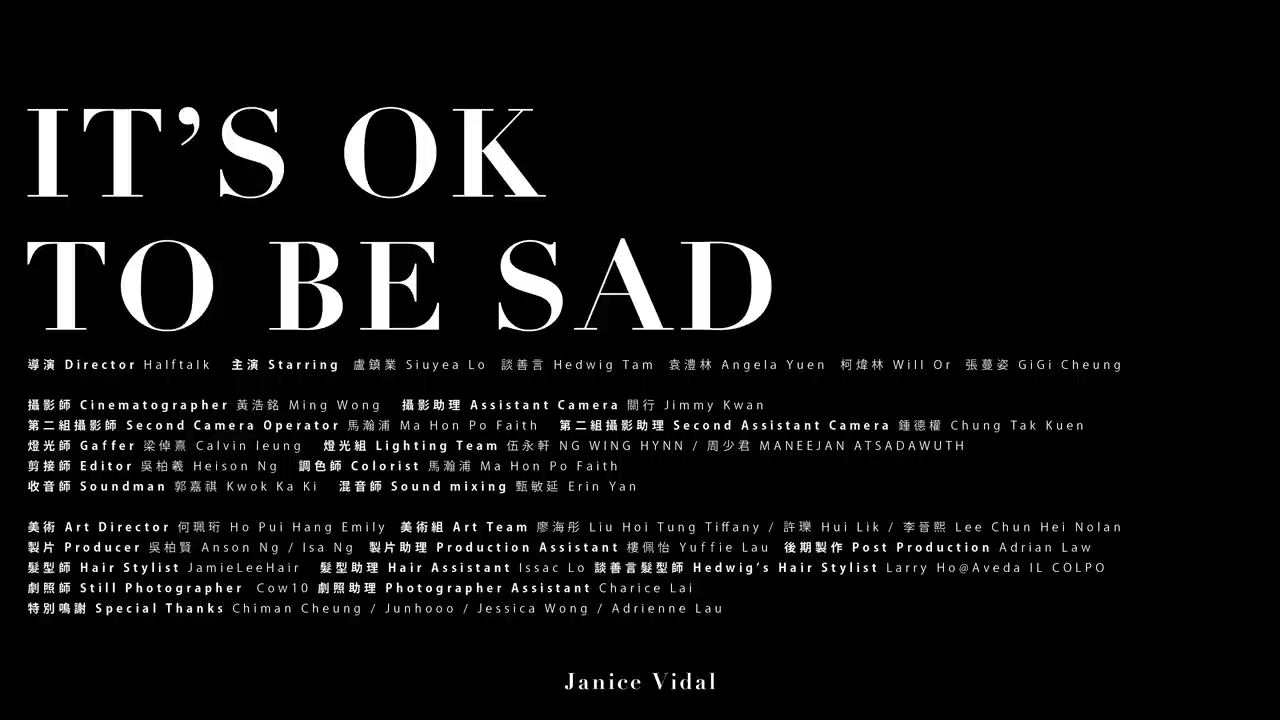 IT’S OK
TO BE SAD
導演 Director Halftalk 主演 Starring 盧鎮業 Siuyea Lo 談善言 Hedwig Tam 袁澧林 Angela Yuen 柯煒林 Will Or 張蔓姿 GiGi Cheung
攝影師 Cinematographer 黃浩銘 Ming Wong 攝影助理 Assistant Camera 關行 Jimmy Kwan
第二組攝影師 Second Camera Operator 馬瀚浦 Ma Hon Po Faith 第二組攝影助理 Second Assistant Camera 鍾德權 Chung Tak Kuen
燈光師 Gaffer 梁倬熹 Calvin leung 燈光組 Lighting Team 伍永軒 NG WING HYNN / 周少君 MANEEJAN ATSADAWUTH
剪接師 Editor 吳柏羲 Heison Ng 調色師 Colorist 馬瀚浦 Ma Hon Po Faith
收音師 Soundman 郭嘉祺 Kwok Ka Ki 混音師 Sound mixing 甄敏延 Erin Yan
美術 Art Director 何珮珩 Ho Pui Hang Emily 美術組 Art Team 廖海彤 Liu Hoi Tung Tiffany / 許瓅 Hui Lik / 李晉熙 Lee Chun Hei Nolan
製片 Producer 吳柏賢 Anson Ng / Isa Ng 製片助理 Production Assistant 樓佩怡 Yuffie Lau 後期製作 Post Production Adrian Law
髮型師 Hair Stylist JamieLeeHair 髮型助理 Hair Assistant Issac Lo 談善言髮型師 Hedwig’s Hair Stylist Larry Ho@Aveda IL COLPO
劇照師 Still Photographer Cow10 劇照助理 Photographer Assistant Charice Lai
特別鳴謝 Special Thanks Chiman Cheung / Junhooo / Jessica Wong / Adrienne Lau
Janice Vidal